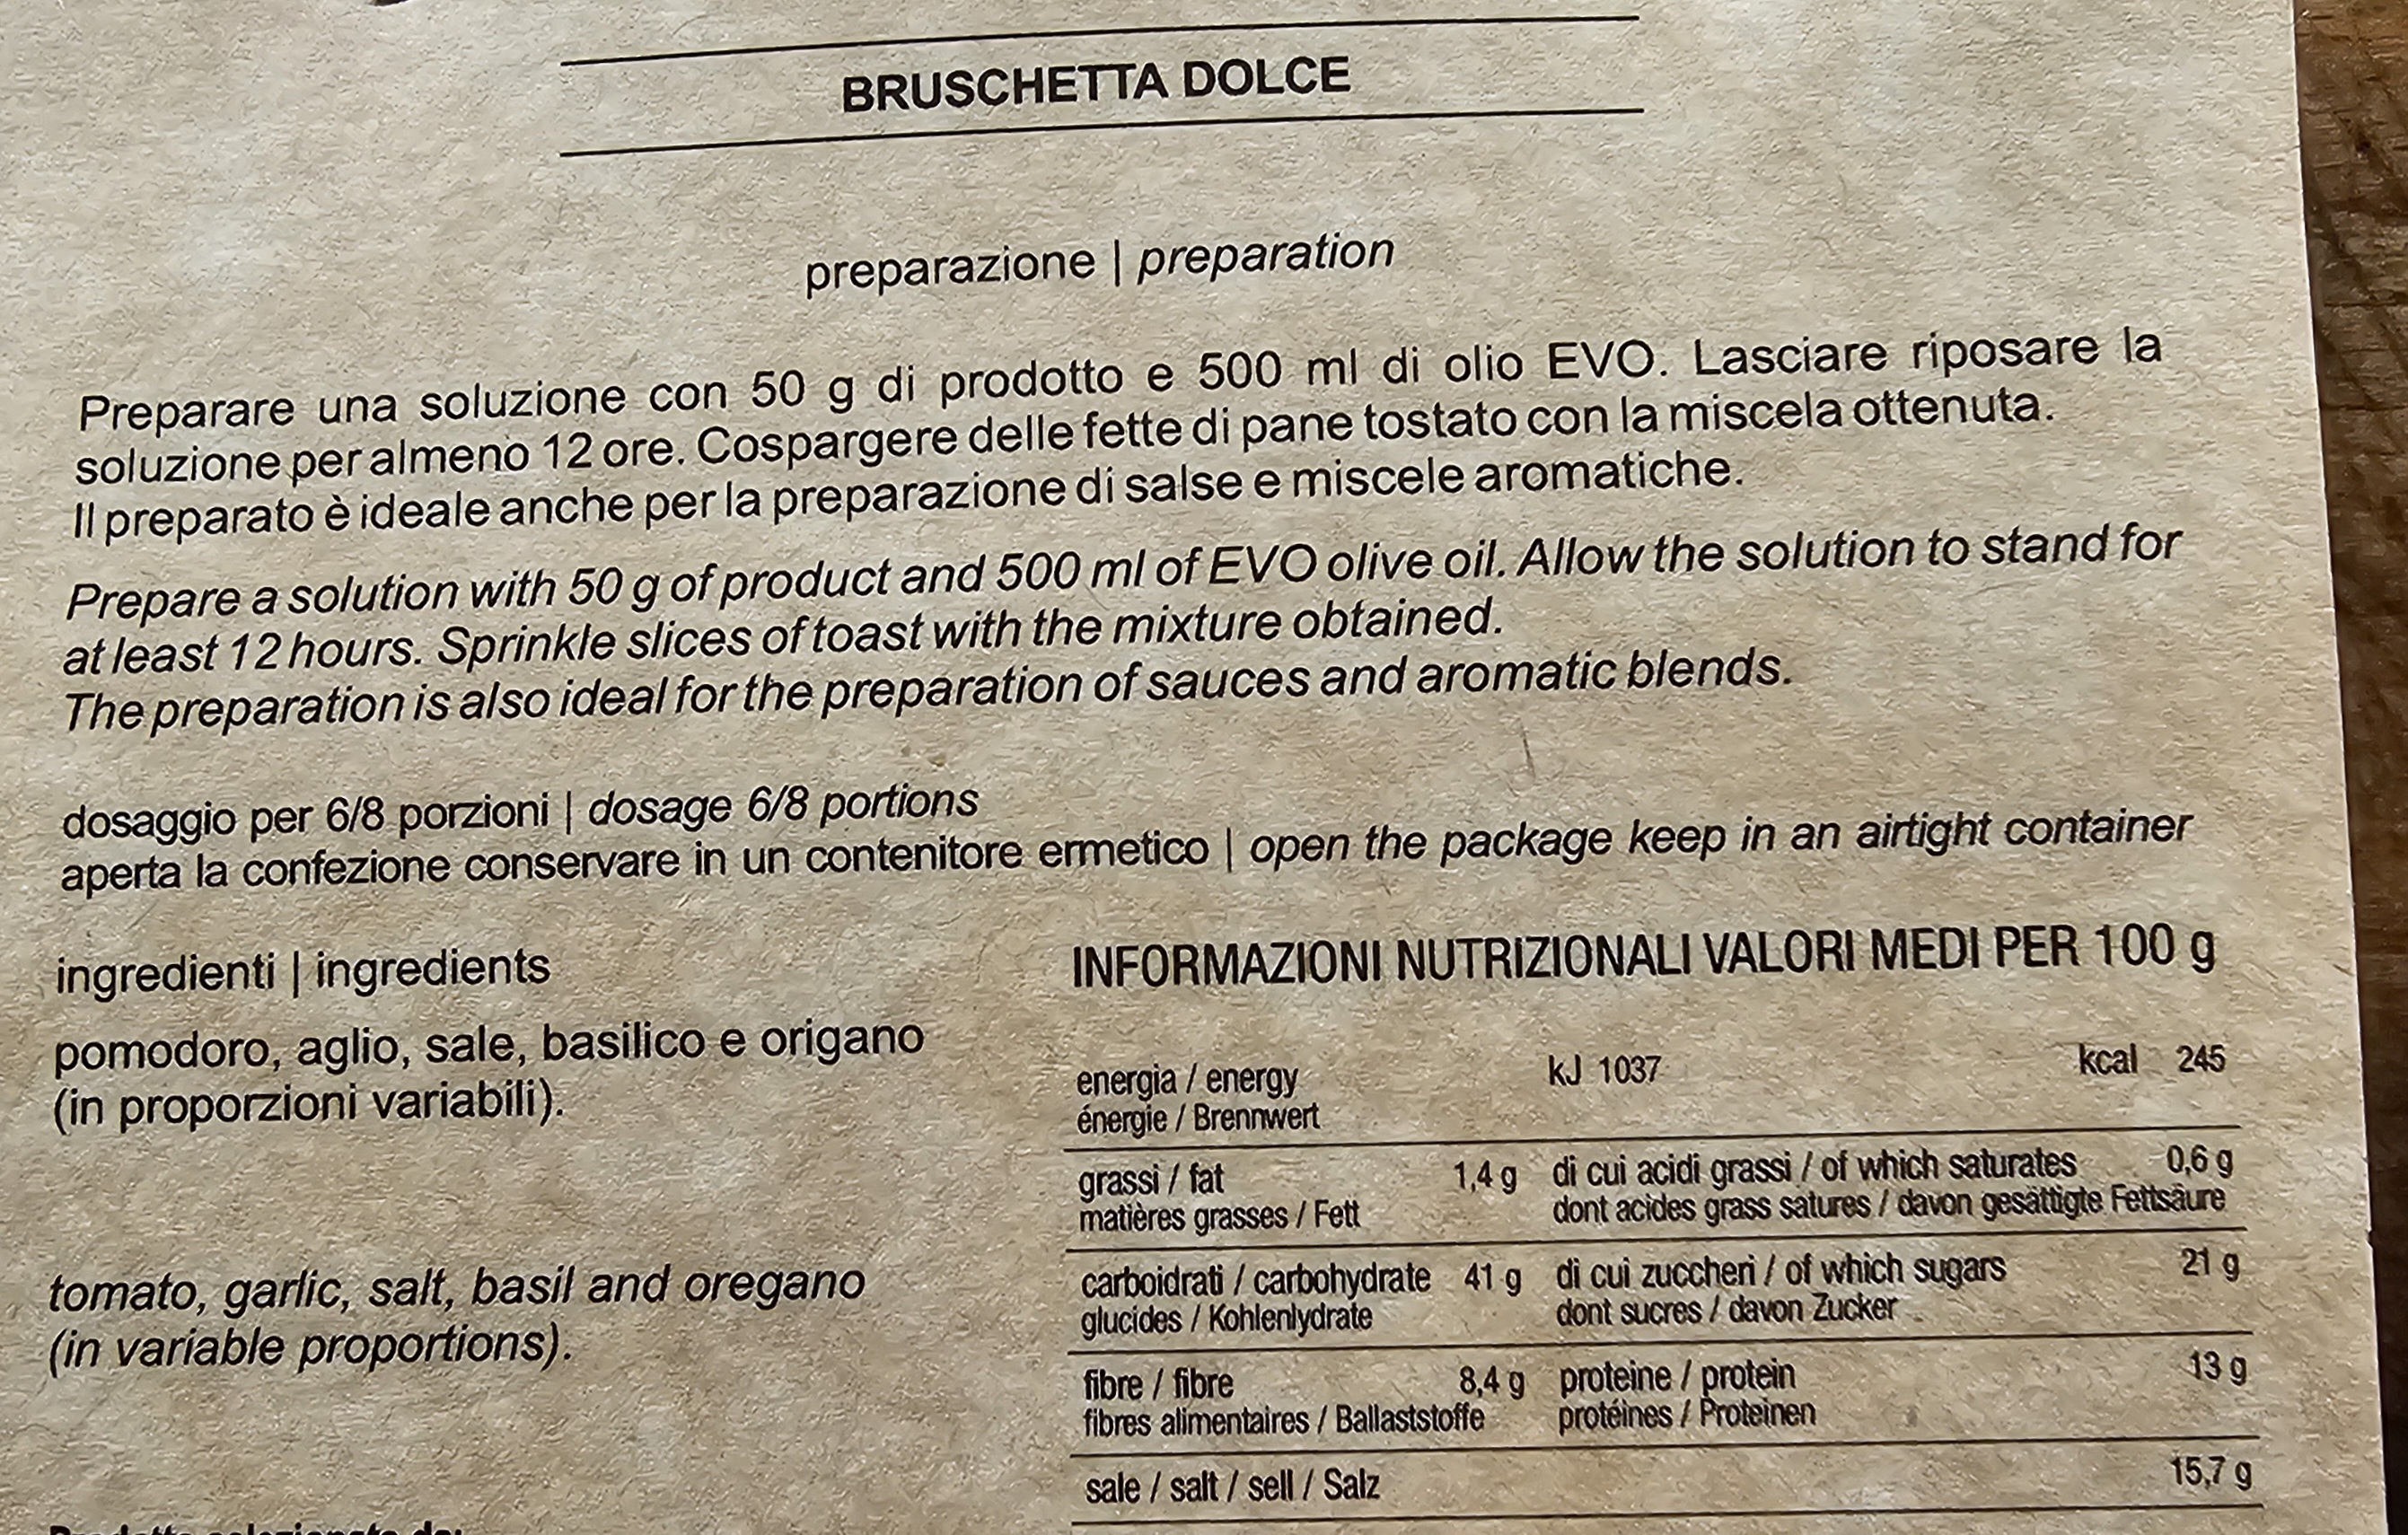 BRUSCHETTA DOLCE
preparazione | preparation
Preparare una soluzione con 50 g di prodotto e 500 ml di olio EVO. Lasciare riposare la
soluzione per almeno 12 ore. Cospargere delle fette di pane tostato con la miscela ottenuta.
Il preparato è ideale anche per la preparazione di salse e miscele aromatiche.
Prepare a solution with 50 g of product and 500 ml of EVO olive oil. Allow the solution to stand for
at least 12 hours. Sprinkle slices of toast with the mixture obtained.
The preparation is also ideal for the preparation of sauces and aromatic blends.
dosaggio per 6/8 porzioni | dosage 6/8 portions
aperta la confezione conservare in un contenitore ermetico | open the package keep in an airtight container
ingredienti | ingredients
pomodoro, aglio, sale, basilico e origano
(in proporzioni variabili).
tomato, garlic, salt, basil and oregano
(in variable proportions).
INFORMAZIONI NUTRIZIONALI VALORI MEDI PER 100 g
energia / energy kJ 1037 kcal 245
énergie / Brennwert
grassi / fat 1,4 g di cui acidi grassi / of which saturates 0,6 g
matières grasses / Fett dont acides grass satures / davon gesättigte Fettsäure
carboidrati / carbohydrate 41 g di cui zuccheri / of which sugars 21 g
glucides / Kohlenlydrate dont sucres / davon Zucker
fibre / fibre 8,4 g proteine / protein 13 g
fibres alimentaires / Ballaststoffe protéines / Proteinen
sale / salt / sell / Salz 15,7 g